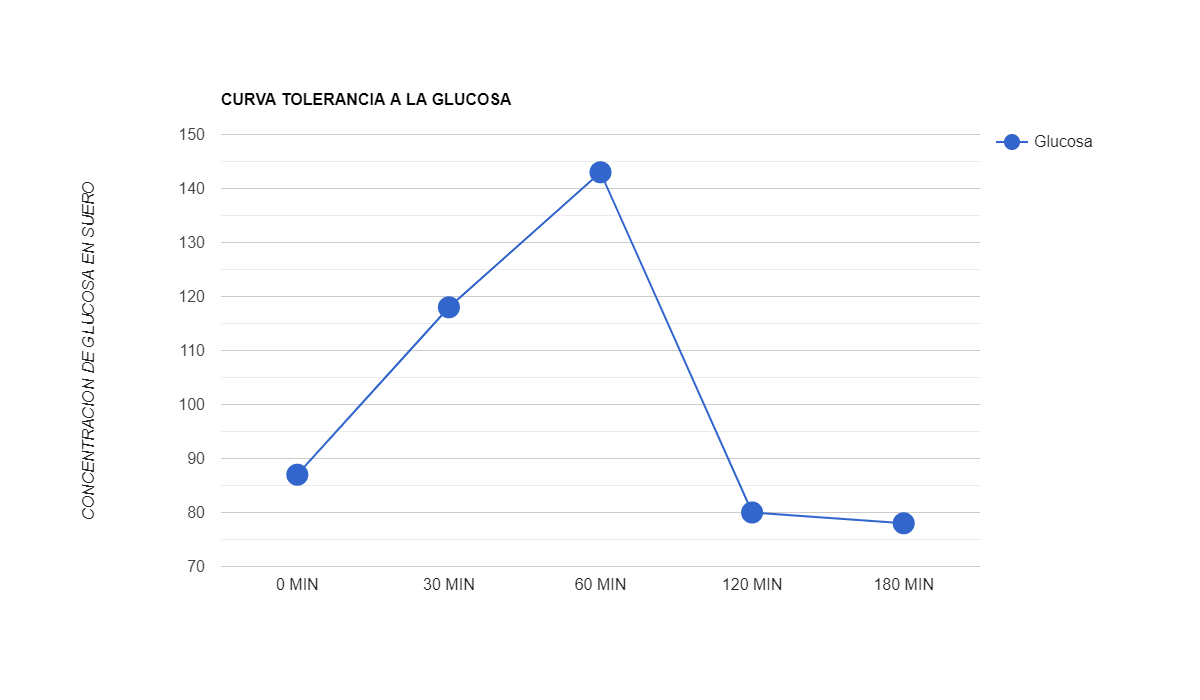 CURVA TOLERANCIA A LA GLUCOSA
Glucosa
CONCENTRACION DE GLUCOSA EN SUERO
150
140
130
120
110
100
90
80
70
0 MIN
30 MIN
60 MIN
120 MIN
180 MIN